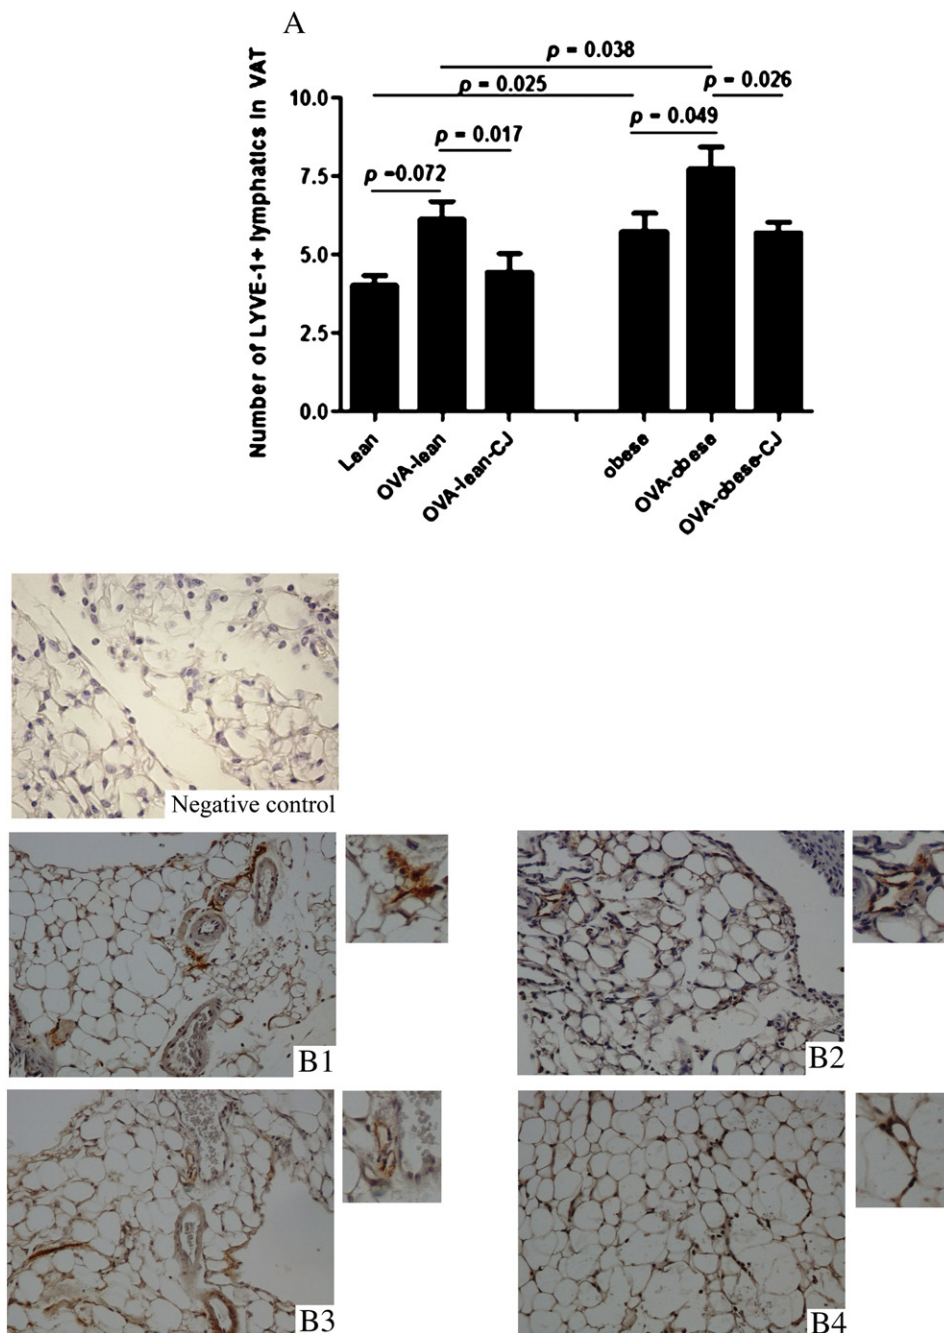 A
ρ = 0.038
ρ = 0.025
ρ = 0.026
ρ = 0.049
ρ = 0.017
ρ =0.072
Number of LYVE-1+ lymphatics in VAT
10.0
7.5
5.0
2.5
0.0
Lean
OVA-lean
OVA-lean-CJ
obese
OVA-obese
OVA-obese-CJ
Negative control
B1
B2
B3
B4